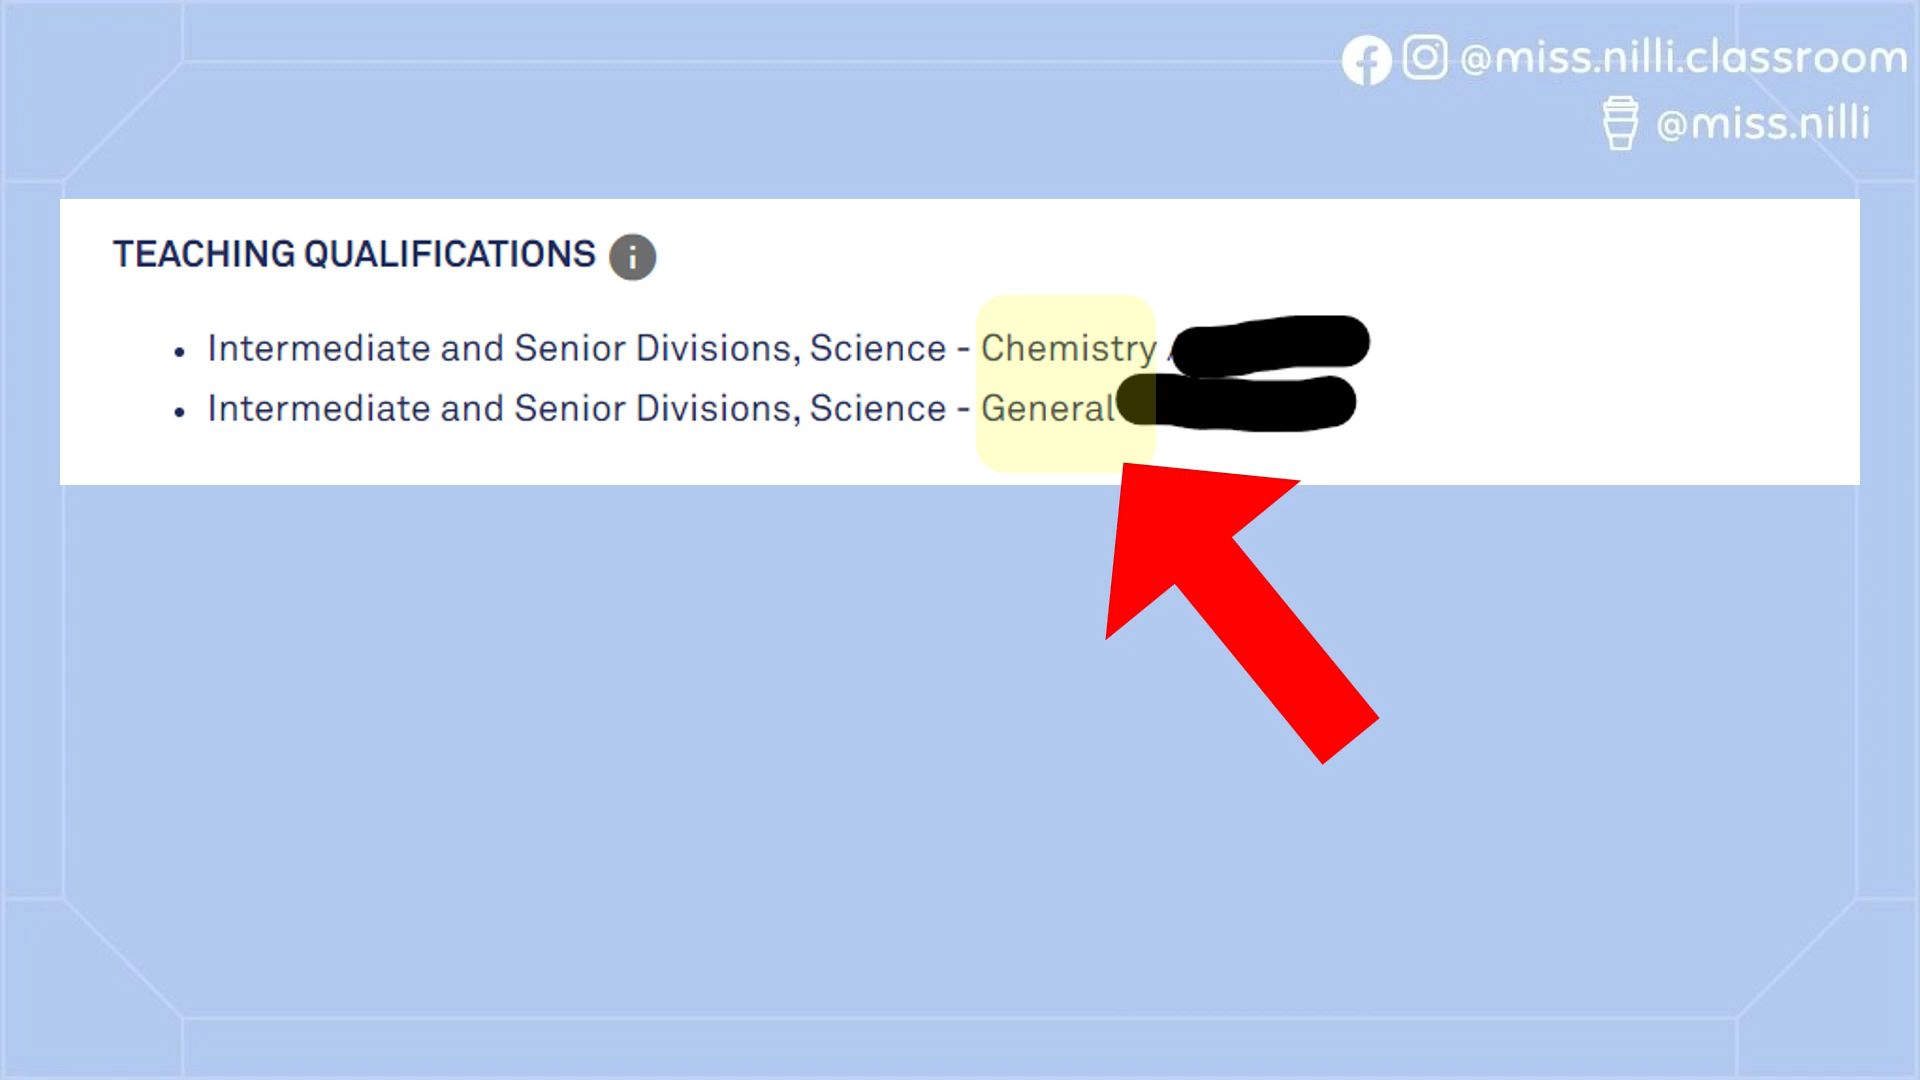 @miss.nilli.classroom
@miss.nilli
TEACHING QUALIFICATIONS i
• Intermediate and Senior Divisions, Science - Chemistry
• Intermediate and Senior Divisions, Science - General